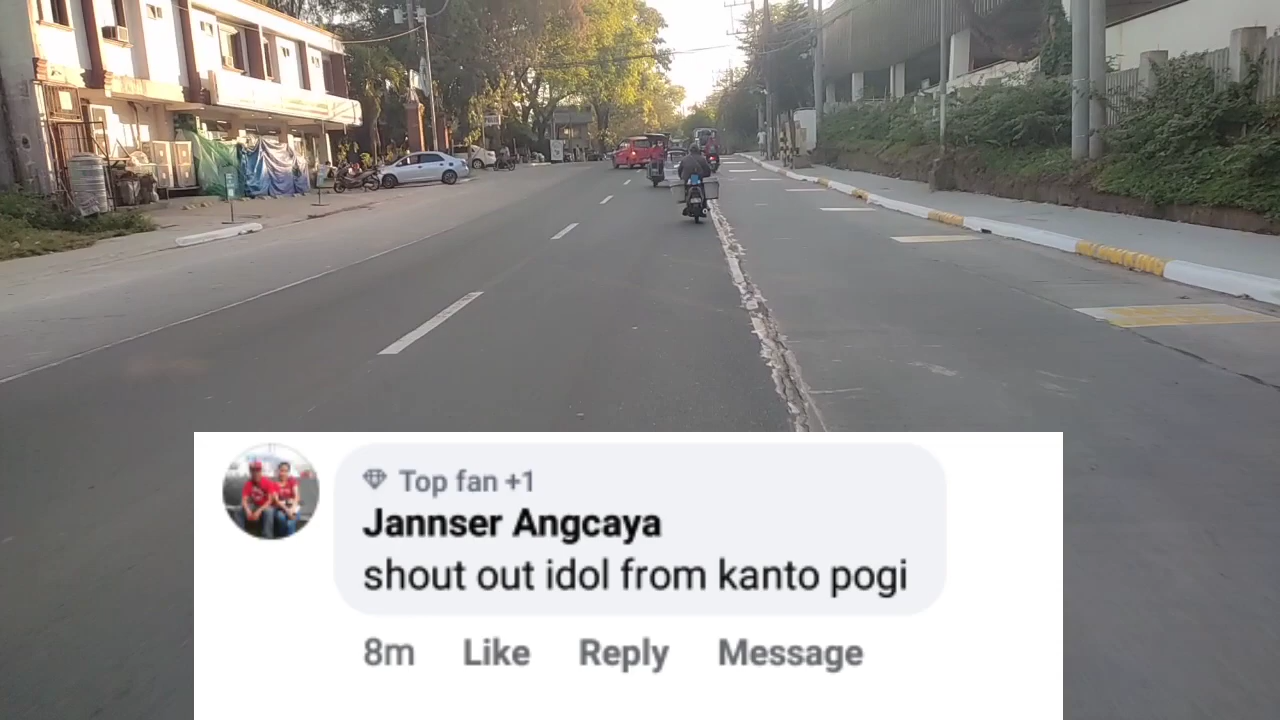 Top fan +1
Jannser Angcaya
shout out idol from kanto pogi
8m Like Reply Message